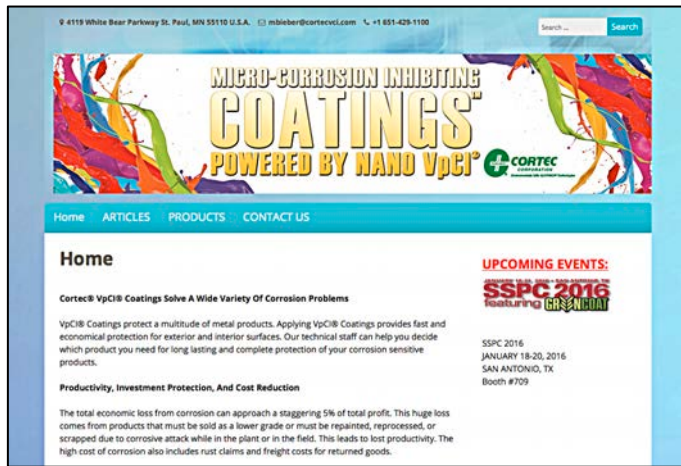 4119 White Bear Parkway St. Paul, MN 55110 U.S.A. mbieber@cortecvci.com +1 651-429-1100
Search ... Search
MICRO-CORROSION INHIBITING
COATINGS™
POWERED BY NANO VpCI®
CORTEC
CORPORATION
Home ARTICLES PRODUCTS CONTACT US
Home
Cortec® VpCI® Coatings Solve A Wide Variety Of Corrosion Problems
VpCI® Coatings protect a multitude of metal products. Applying VpCI® Coatings provides fast and
economical protection for exterior and interior surfaces. Our technical staff can help you decide
which product you need for long lasting and complete protection of your corrosion sensitive
products.
Productivity, Investment Protection, And Cost Reduction
The total economic loss from corrosion can approach a staggering 5% of total profit. This huge loss
comes from products that must be sold as a lower grade or must be repainted, reprocessed, or
scrapped due to corrosive attack while in the plant or in the field. This leads to lost productivity. The
high cost of corrosion also includes rust claims and freight costs for returned goods.
UPCOMING EVENTS:
JANUARY 18-20, 2016 • SAN ANTONIO, TX
SSPC 2016
featuring GREENCOAT
SSPC 2016
JANUARY 18-20, 2016
SAN ANTONIO, TX
Booth #709